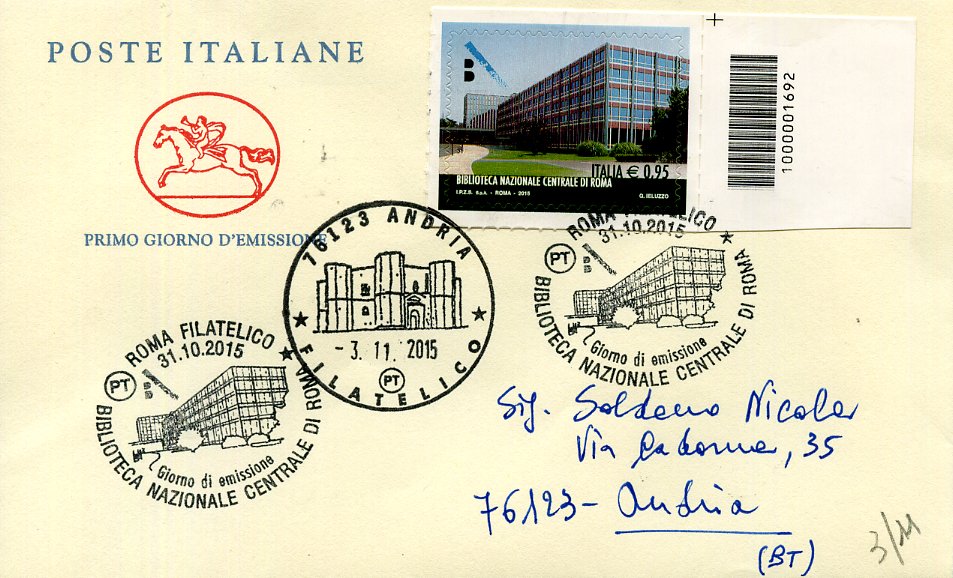 POSTE ITALIANE
PRIMO GIORNO D'EMISSIONE
B
ITALIA € 0,95
BIBLIOTECA NAZIONALE CENTRALE DI ROMA
I.P.Z.S. S.p.A. - ROMA - 2015
G. IELUZZO
1000001692
76123 ANDRIA
- 3. 11. 2015
PT
FILATELICO
ROMA FILATELICO
31.10.2015
PT
B
Giorno di emissione
BIBLIOTECA NAZIONALE CENTRALE DI ROMA
ROMA FILATELICO
31.10.2015
PT
B
Giorno di emissione
BIBLIOTECA NAZIONALE CENTRALE DI ROMA
Sig. Soldano Nicola
Via Cadorna, 35
76123 - Andria
(BT)
3/11